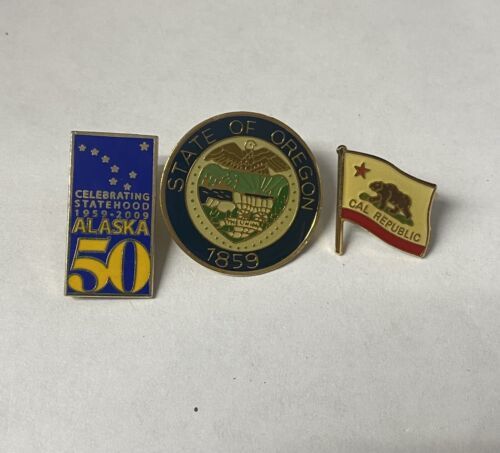 CELEBRATING
STATEHOOD
1959-2009
ALASKA
50
STATE OF OREGON
1859
CAL REPUBLIC